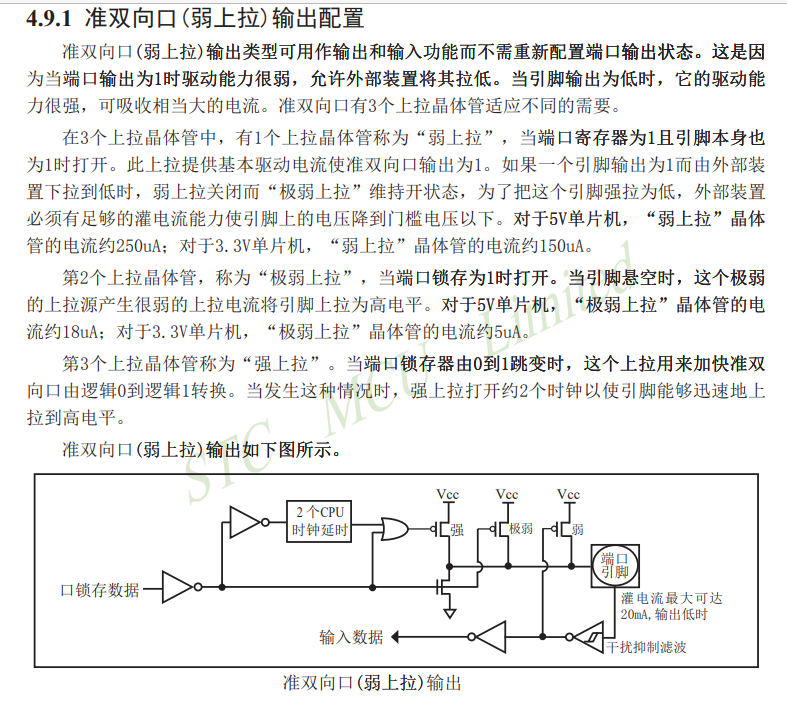 4.9.1 准双向口(弱上拉)输出配置
准双向口(弱上拉)输出类型可用作输出和输入功能而不需重新配置端口输出状态。这是因
为当端口输出为1时驱动能力很弱，允许外部装置将其拉低。当引脚输出为低时，它的驱动能
力很强，可吸收相当大的电流。准双向口有3个上拉晶体管适应不同的需要。
在3个上拉晶体管中，有1个上拉晶体管称为“弱上拉”，当端口寄存器为1且引脚本身也
为1时打开。此上拉提供基本驱动电流使准双向口输出为1。如果一个引脚输出为1而由外部装
置下拉到低时，弱上拉关闭而“极弱上拉”维持开状态，为了把这个引脚强拉为低，外部装置
必须有足够的灌电流能力使引脚上的电压降到门槛电压以下。对于5V单片机，“弱上拉”晶体
管的电流约250uA；对于3.3V单片机，“弱上拉”晶体管的电流约150uA。
第2个上拉晶体管，称为“极弱上拉”，当端口锁存为1时打开。当引脚悬空时，这个极弱
的上拉源产生很弱的上拉电流将引脚上拉为高电平。对于5V单片机，“极弱上拉”晶体管的电
流约18uA；对于3.3V单片机，“极弱上拉”晶体管的电流约5uA。
第3个上拉晶体管称为“强上拉”。当端口锁存器由0到1跳变时，这个上拉用来加快准双
向口由逻辑0到逻辑1转换。当发生这种情况时，强上拉打开约2个时钟以使引脚能够迅速地上
拉到高电平。
准双向口(弱上拉)输出如下图所示。
STC MCU Limited
Vcc Vcc Vcc
2个CPU
时钟延时
强 极弱 弱
端口
引脚
口锁存数据
灌电流最大可达
20mA,输出低时
输入数据
干扰抑制滤波
准双向口(弱上拉)输出